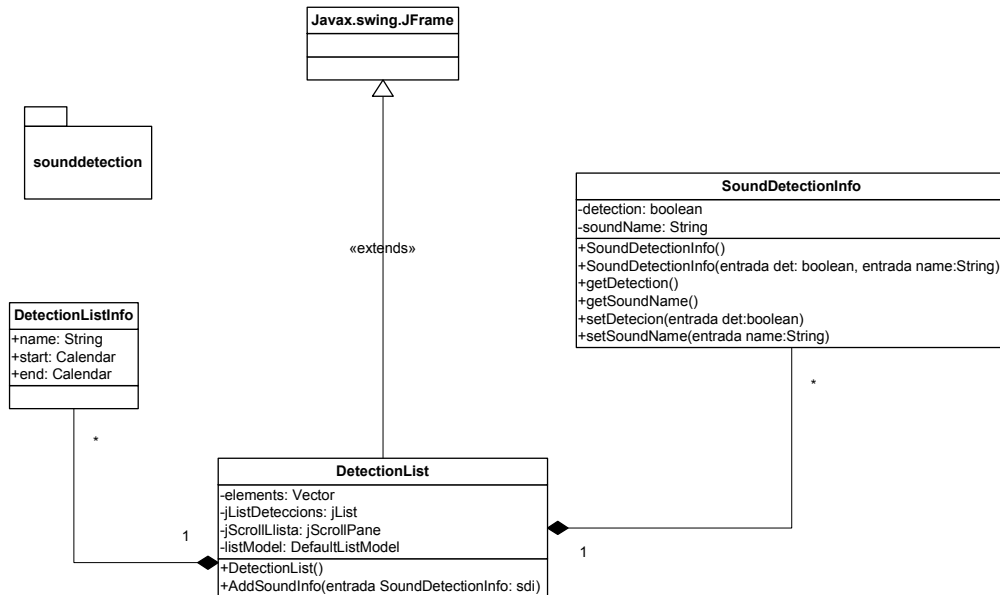 Javax.swing.JFrame
sounddetection
«extends»
SoundDetectionInfo
-detection: boolean
-soundName: String
+SoundDetectionInfo()
+SoundDetectionInfo(entrada det: boolean, entrada name:String)
+getDetection()
+getSoundName()
+setDetecion(entrada det:boolean)
+setSoundName(entrada name:String)
DetectionListInfo
+name: String
+start: Calendar
+end: Calendar
*
*
DetectionList
-elements: Vector
-jListDeteccions: jList
-jScrollLlista: jScrollPane
-listModel: DefaultListModel
+DetectionList()
+AddSoundInfo(entrada SoundDetectionInfo: sdi)
1
1